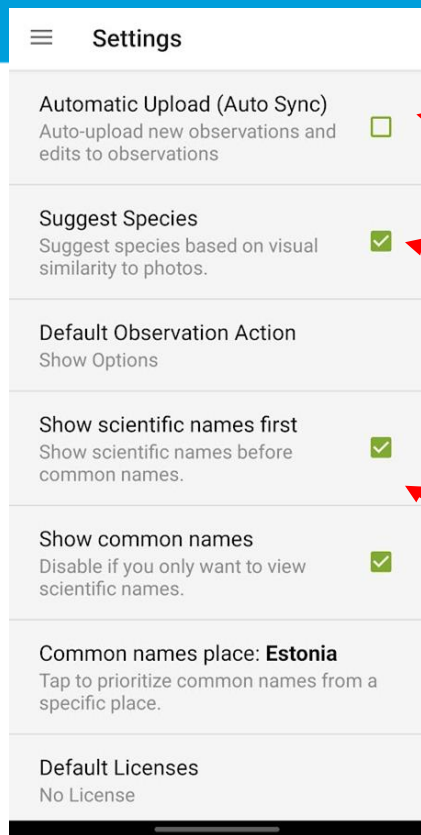 Settings
Automatic Upload (Auto Sync)
Auto-upload new observations and
edits to observations
Suggest Species
Suggest species based on visual
similarity to photos.
Default Observation Action
Show Options
Show scientific names first
Show scientific names before
common names.
Show common names
Disable if you only want to view
scientific names.
Common names place: Estonia
Tap to prioritize common names from a
specific place.
Default Licenses
No License